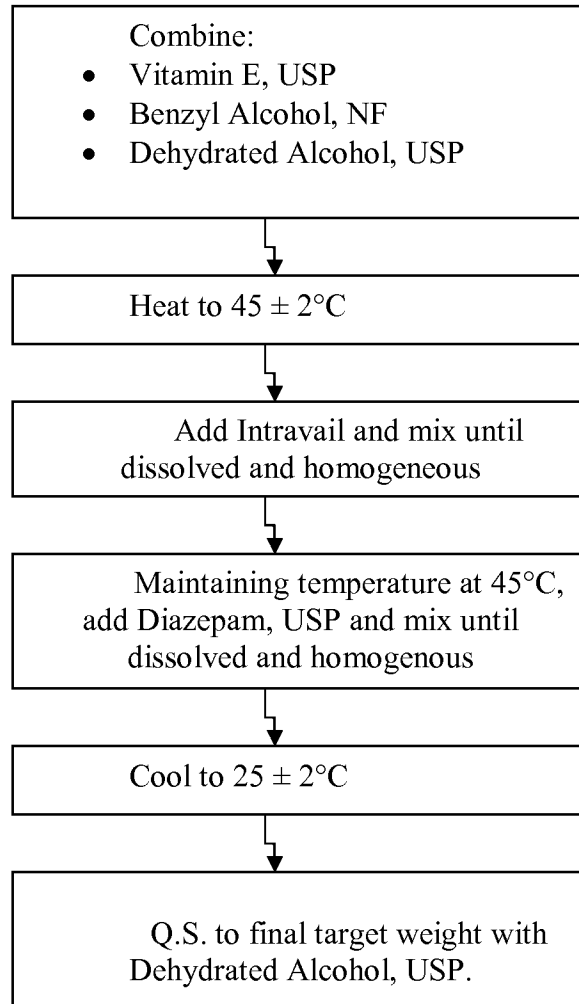 Combine:
• Vitamin E, USP
• Benzyl Alcohol, NF
• Dehydrated Alcohol, USP
Heat to 45 ± 2°C
Add Intravail and mix until
dissolved and homogeneous
Maintaining temperature at 45°C,
add Diazepam, USP and mix until
dissolved and homogenous
Cool to 25 ± 2°C
Q.S. to final target weight with
Dehydrated Alcohol, USP.